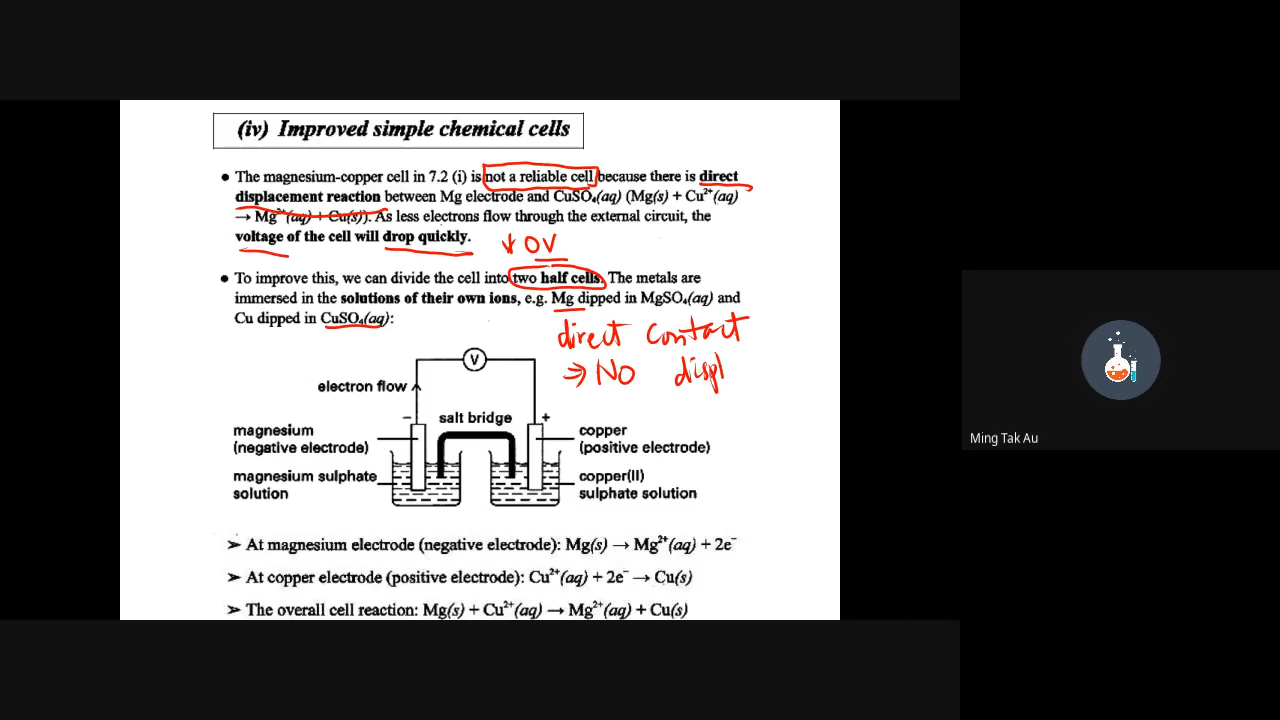 (iv) Improved simple chemical cells
• The magnesium-copper cell in 7.2 (i) is not a reliable cell because there is direct
displacement reaction between Mg electrode and CuSO₄(aq) (Mg(s) + Cu²⁺(aq)
→ Mg²⁺(aq) + Cu(s)). As less electrons flow through the external circuit, the
voltage of the cell will drop quickly.
↓ 0V
• To improve this, we can divide the cell into two half cells. The metals are
immersed in the solutions of their own ions, e.g. Mg dipped in MgSO₄(aq) and
Cu dipped in CuSO₄(aq):
direct contact
⇒ No displ
V
electron flow
− salt bridge +
magnesium
(negative electrode)
copper
(positive electrode)
magnesium sulphate
solution
copper(II)
sulphate solution
➢ At magnesium electrode (negative electrode): Mg(s) → Mg²⁺(aq) + 2e⁻
➢ At copper electrode (positive electrode): Cu²⁺(aq) + 2e⁻ → Cu(s)
➢ The overall cell reaction: Mg(s) + Cu²⁺(aq) → Mg²⁺(aq) + Cu(s)
Ming Tak Au